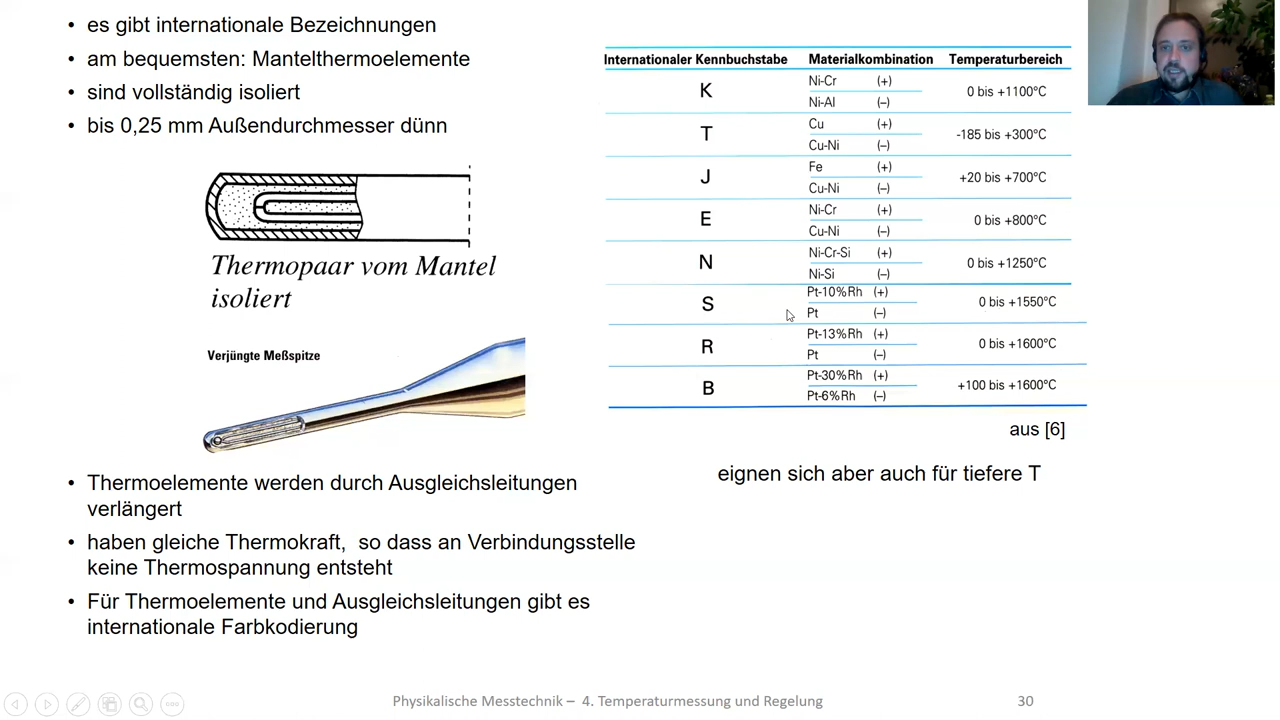 • es gibt internationale Bezeichnungen
• am bequemsten: Mantelthermoelemente
• sind vollständig isoliert
• bis 0,25 mm Außendurchmesser dünn
Thermopaar vom Mantel
isoliert
Verjüngte Meßspitze
• Thermoelemente werden durch Ausgleichsleitungen
verlängert
• haben gleiche Thermokraft, so dass an Verbindungsstelle
keine Thermospannung entsteht
• Für Thermoelemente und Ausgleichsleitungen gibt es
internationale Farbkodierung
Internationaler Kennbuchstabe Materialkombination Temperaturbereich
K Ni-Cr (+) 0 bis +1100°C
Ni-Al (–)
T Cu (+) -185 bis +300°C
Cu-Ni (–)
J Fe (+) +20 bis +700°C
Cu-Ni (–)
E Ni-Cr (+) 0 bis +800°C
Cu-Ni (–)
N Ni-Cr-Si (+) 0 bis +1250°C
Ni-Si (–)
S Pt-10%Rh (+) 0 bis +1550°C
Pt (–)
R Pt-13%Rh (+) 0 bis +1600°C
Pt (–)
B Pt-30%Rh (+) +100 bis +1600°C
Pt-6%Rh (–)
aus [6]
eignen sich aber auch für tiefere T
Physikalische Messtechnik – 4. Temperaturmessung und Regelung
30